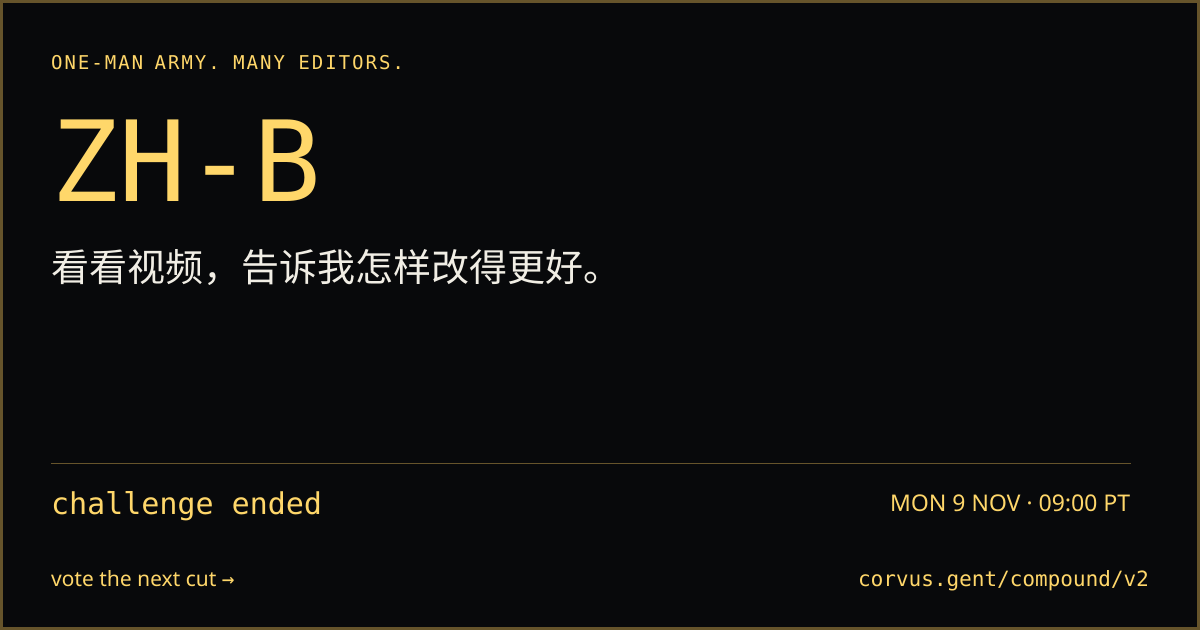 ONE-MAN ARMY. MANY EDITORS.
ZH-B
看看视频，告诉我怎样改得更好。
challenge ended
MON 9 NOV · 09:00 PT
vote the next cut →
corvus.gent/compound/v2